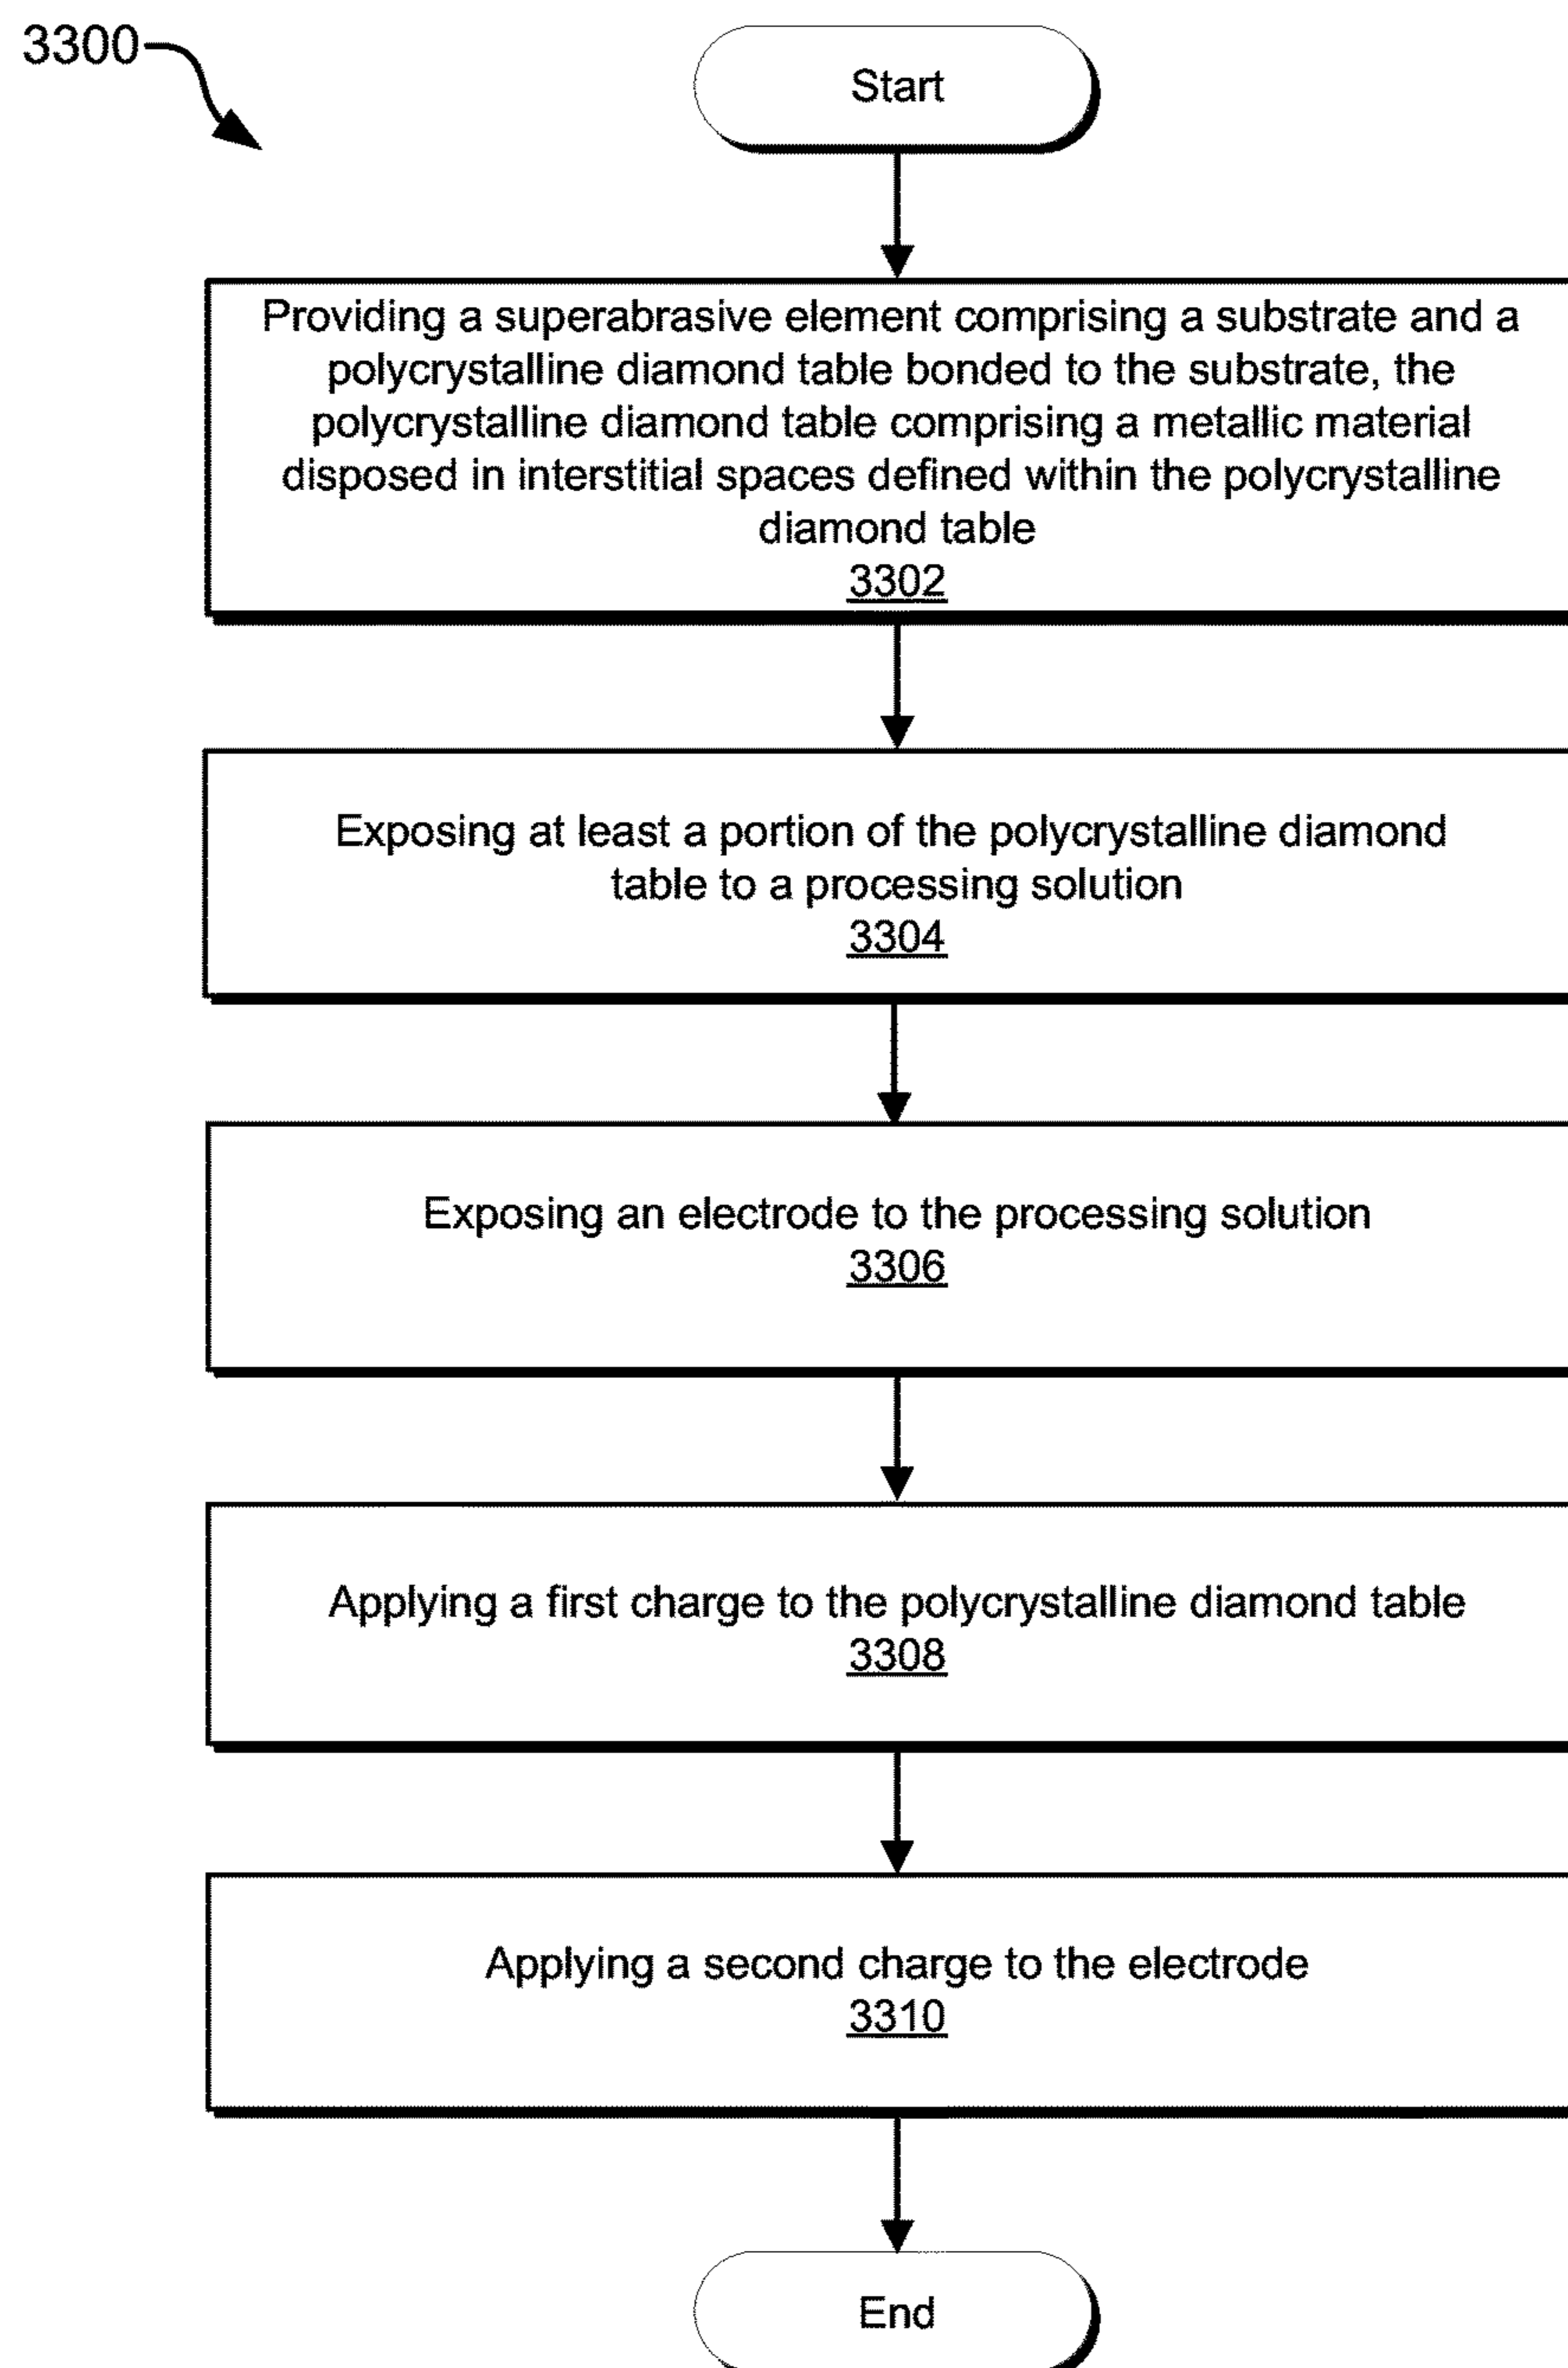 3300
Start
Providing a superabrasive element comprising a substrate and a
polycrystalline diamond table bonded to the substrate, the
polycrystalline diamond table comprising a metallic material
disposed in interstitial spaces defined within the polycrystalline
diamond table
3302
Exposing at least a portion of the polycrystalline diamond
table to a processing solution
3304
Exposing an electrode to the processing solution
3306
Applying a first charge to the polycrystalline diamond table
3308
Applying a second charge to the electrode
3310
End